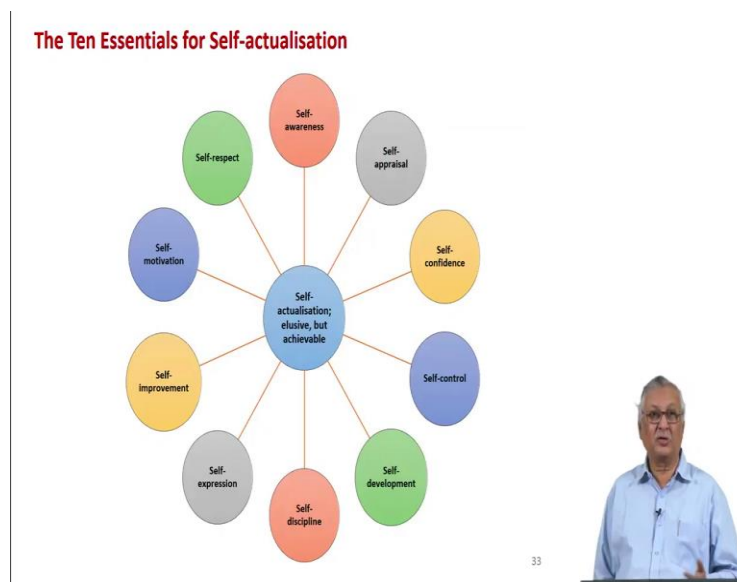 The Ten Essentials for Self-actualisation
Self-
awareness
Self-
appraisal
Self-
confidence
Self-control
Self-
development
Self-
discipline
Self-
expression
Self-
improvement
Self-
motivation
Self-respect
Self-
actualisation;
elusive, but
achievable
33